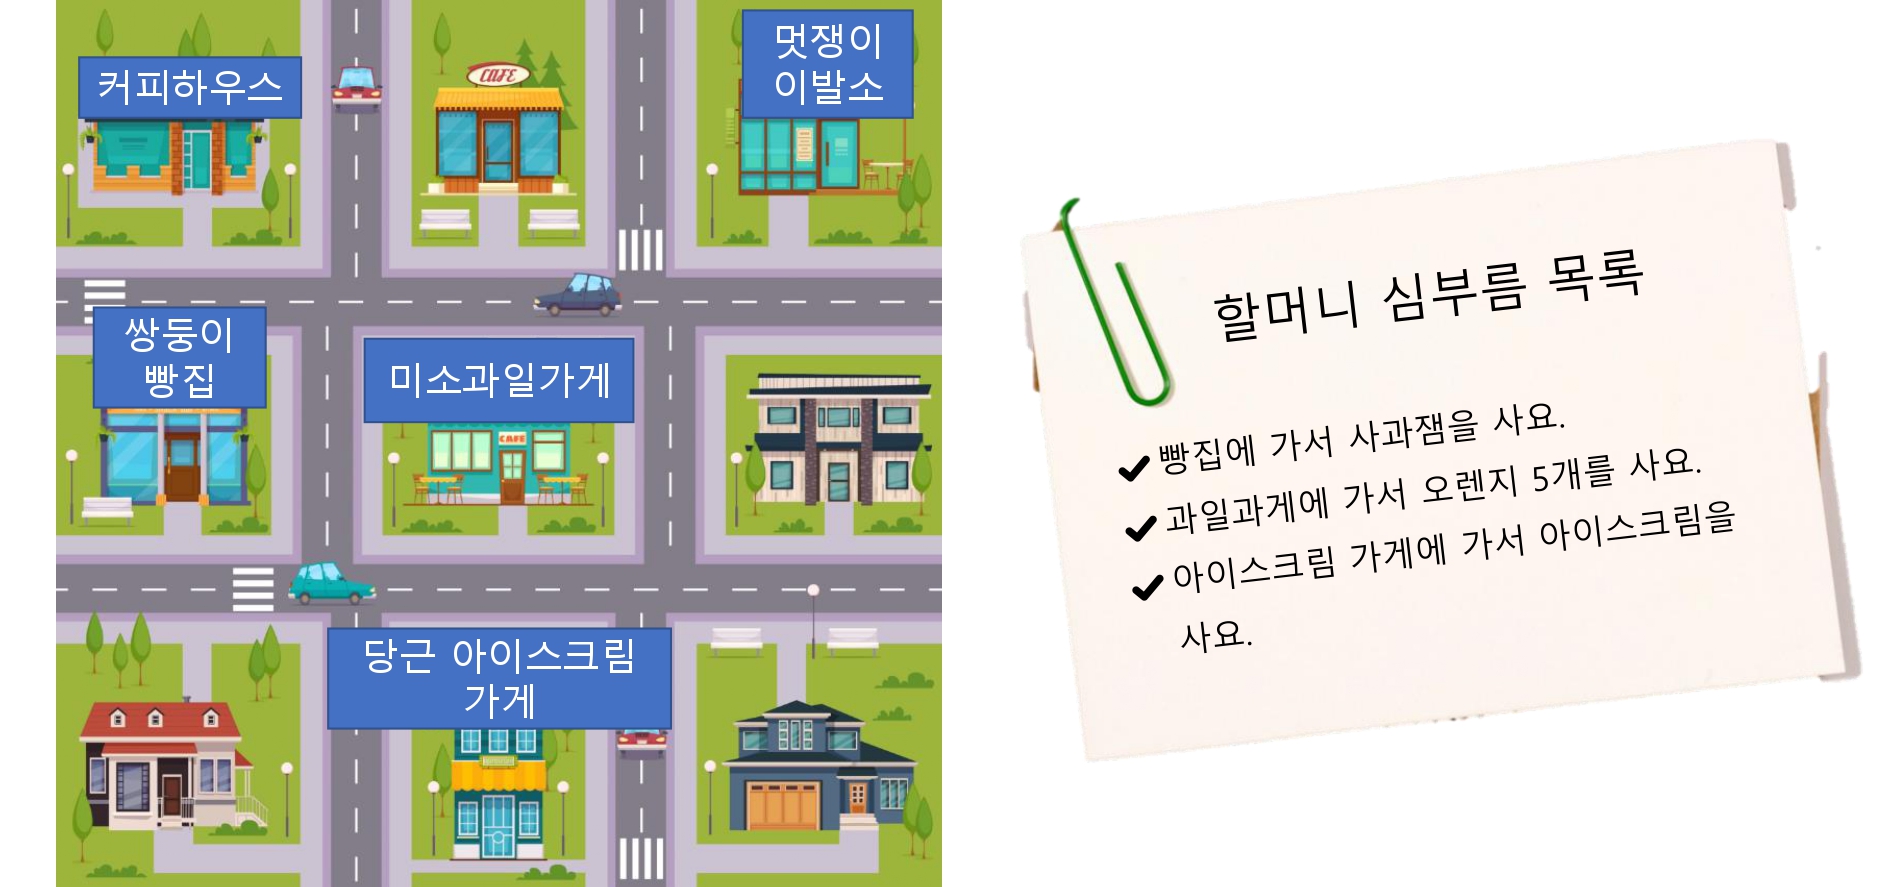 커피하우스
CAFE
멋쟁이
이발소
쌍둥이
빵집
미소과일가게
CAFE
당근 아이스크림
가게
할머니 심부름 목록
빵집에 가서 사과잼을 사요.
과일과게에 가서 오렌지 5개를 사요.
아이스크림 가게에 가서 아이스크림을
사요.